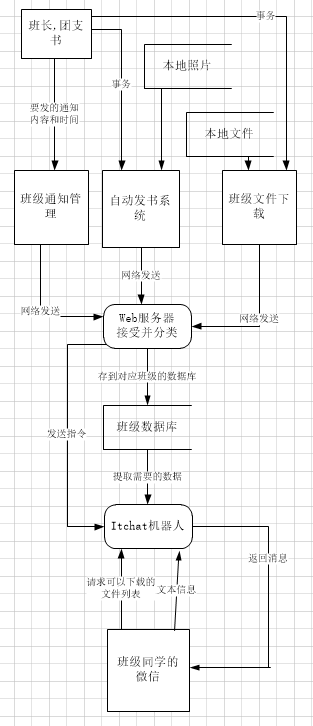 班长,团支
书
事务
本地照片
事务
要发的通知
内容和时间
本地文件
班级通知管
理
自动发书系
统
班级文件下
载
网络发送
网络发送
网络发送
Web服务器
接受并分类
存到对应班级的数据库
班级数据库
发送指令
提取需要的数据
Itchat机器人
返回消息
请求可以下载的
文件列表
文本信息
班级同学的
微信